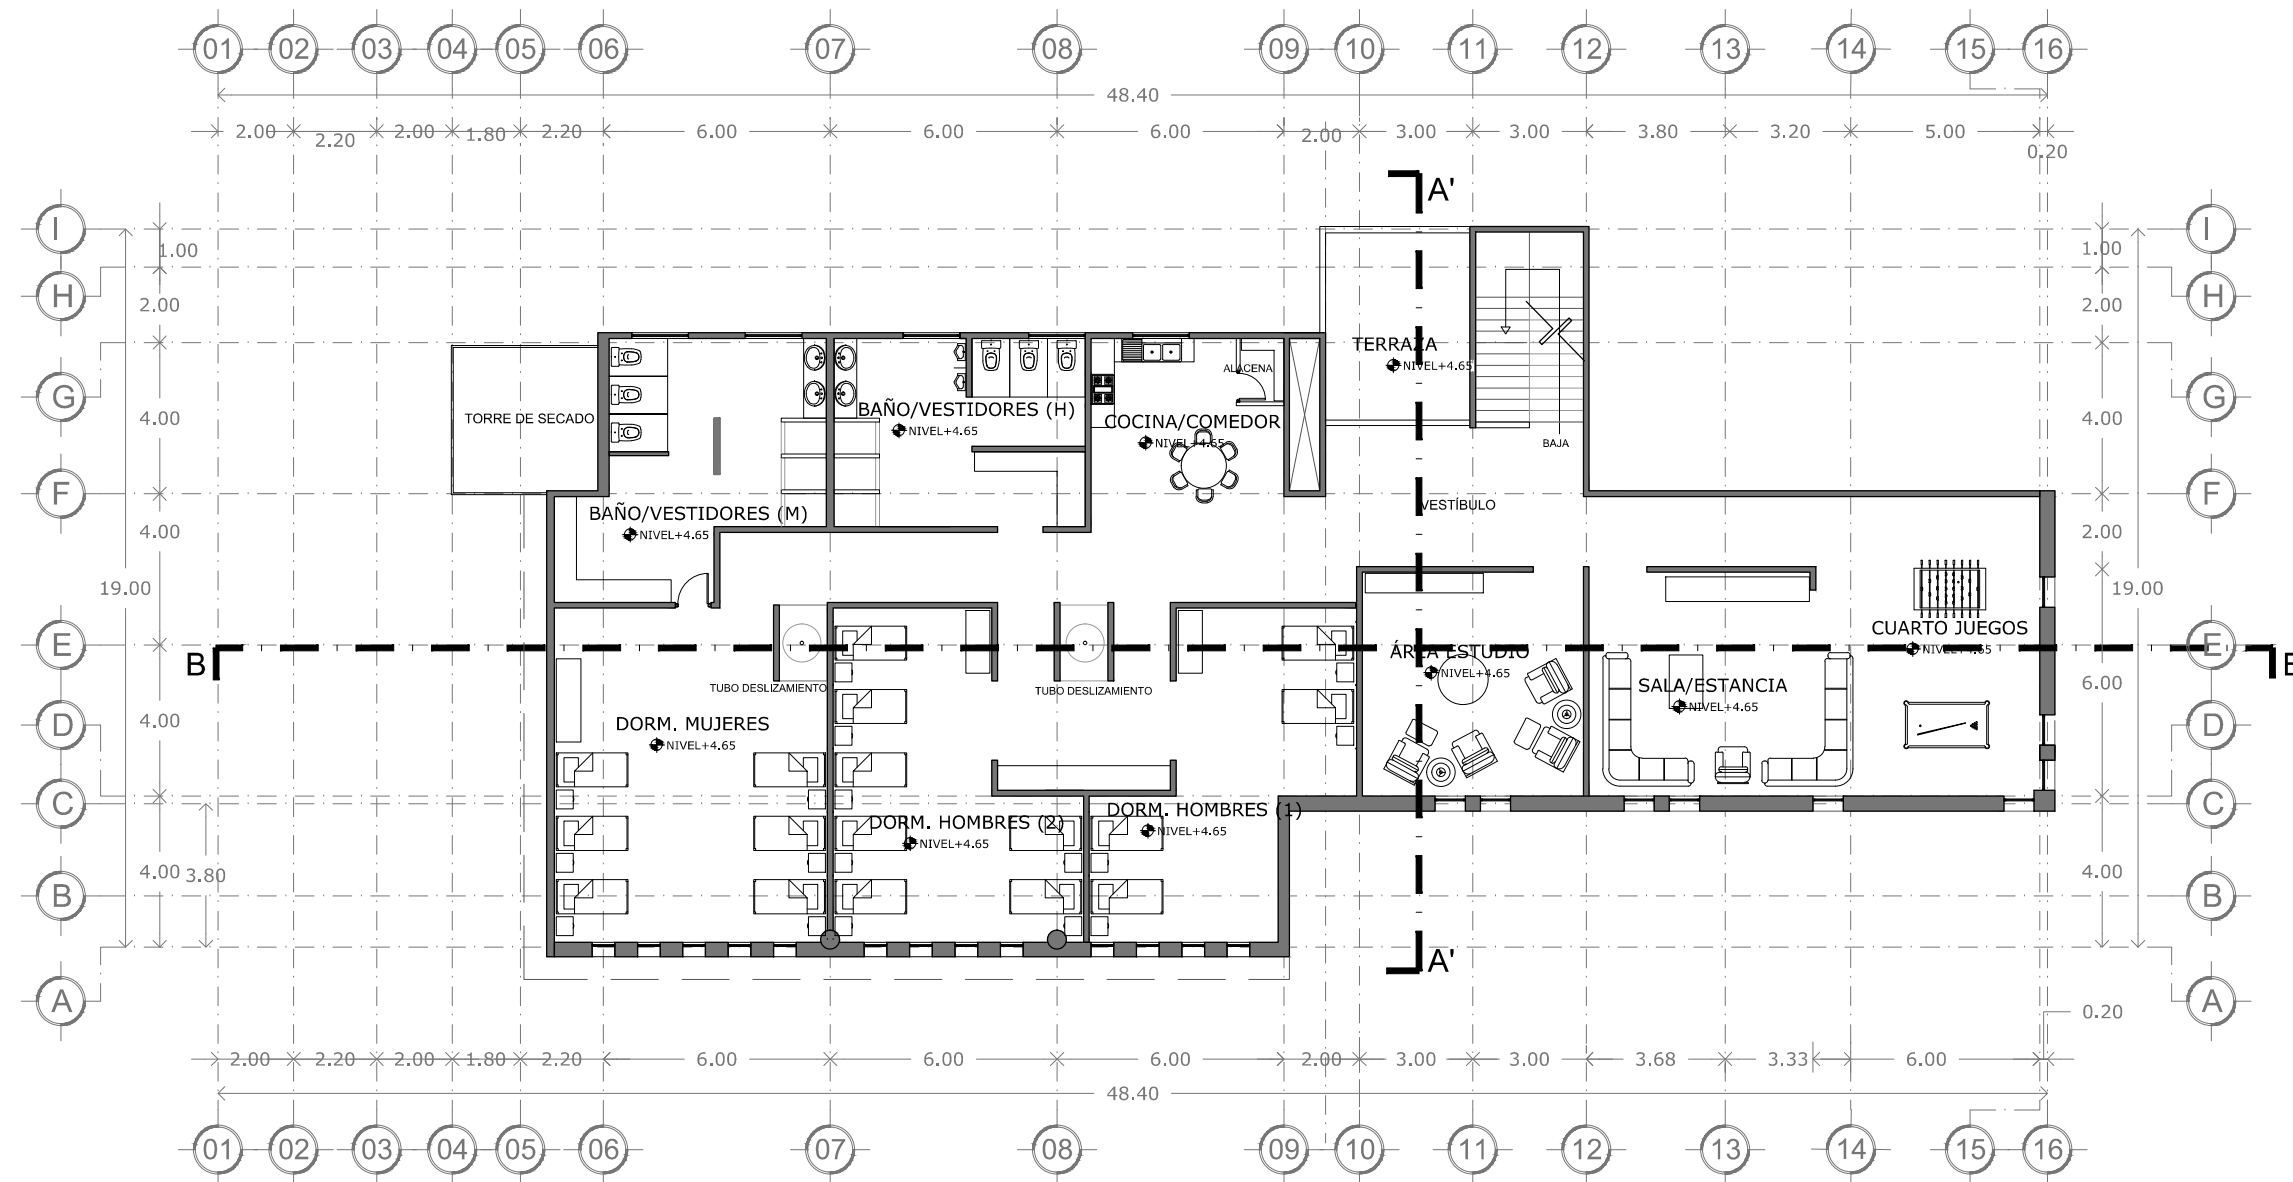 01 02 03 04 05 06 07 08 09 10 11 12 13 14 15 16
48.40
2.00 2.20 2.00 1.80 2.20 6.00 6.00 6.00 2.00 3.00 3.00 3.80 3.20 5.00
0.20
A'
I I
1.00 1.00
H H
2.00 2.00
TERRAZA
NIVEL+4.65
ALACENA
G G
BAÑO/VESTIDORES (H)
NIVEL+4.65
TORRE DE SECADO
4.00 4.00
COCINA/COMEDOR
NIVEL+4.65
BAJA
F F
VESTÍBULO
BAÑO/VESTIDORES (M)
NIVEL+4.65
4.00 2.00
19.00 19.00
CUARTO JUEGOS
NIVEL+4.65
E E
B
ÁREA ESTUDIO
NIVEL+4.65
TUBO DESLIZAMIENTO TUBO DESLIZAMIENTO
SALA/ESTANCIA
NIVEL+4.65
6.00
4.00
D D
DORM. MUJERES
NIVEL+4.65
C C
DORM. HOMBRES (1)
NIVEL+4.65
DORM. HOMBRES (2)
NIVEL+4.65
4.00 3.80 4.00
B B
A'
A A
0.20
2.00 2.20 2.00 1.80 2.20 6.00 6.00 6.00 2.00 3.00 3.00 3.68 3.33 6.00
48.40
01 02 03 04 05 06 07 08 09 10 11 12 13 14 15 16